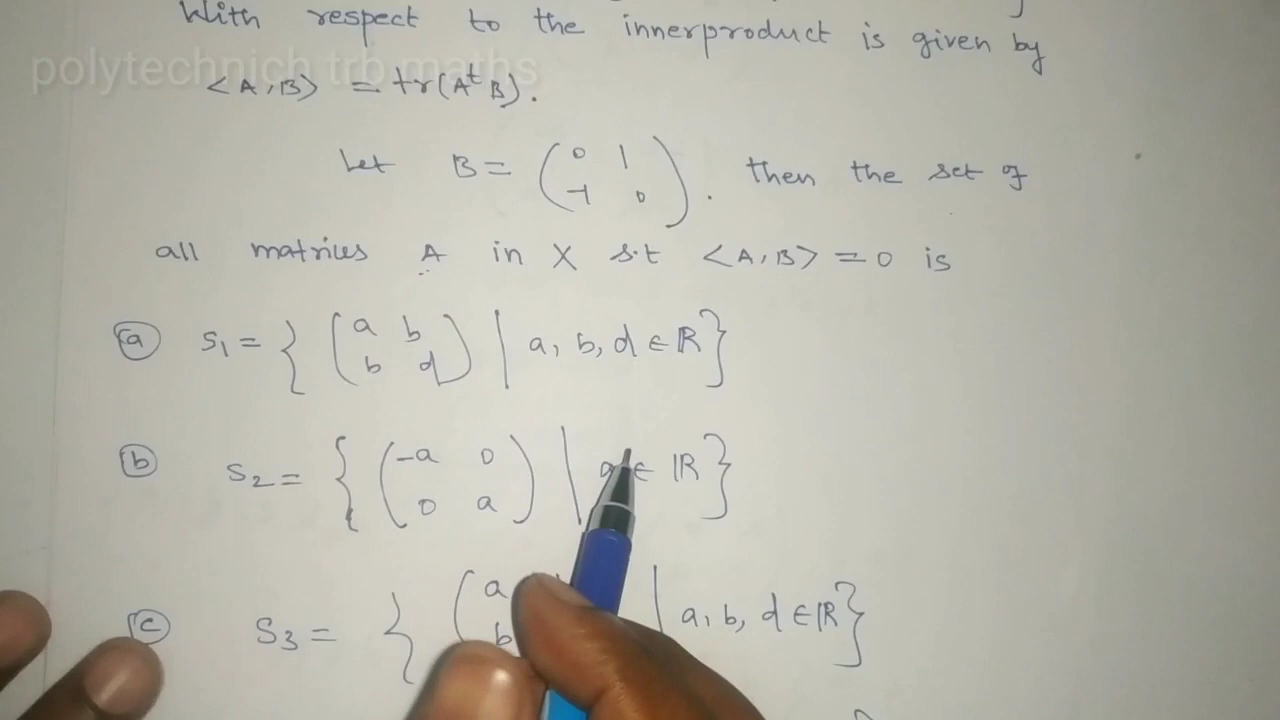 With respect to the innerproduct is given by
polytechnich trb maths
<A,B> = tr(AᵗB).
Let B = (0 1
-1 0). Then the set of
all matrices A in X s.t <A,B> = 0 is
(a) S₁ = { (a b
b d) | a, b, d ∈ ℝ }
(b) S₂ = { (-a 0
0 a) | a ∈ ℝ }
(c) S₃ = { (a
b | a, b, d ∈ ℝ }